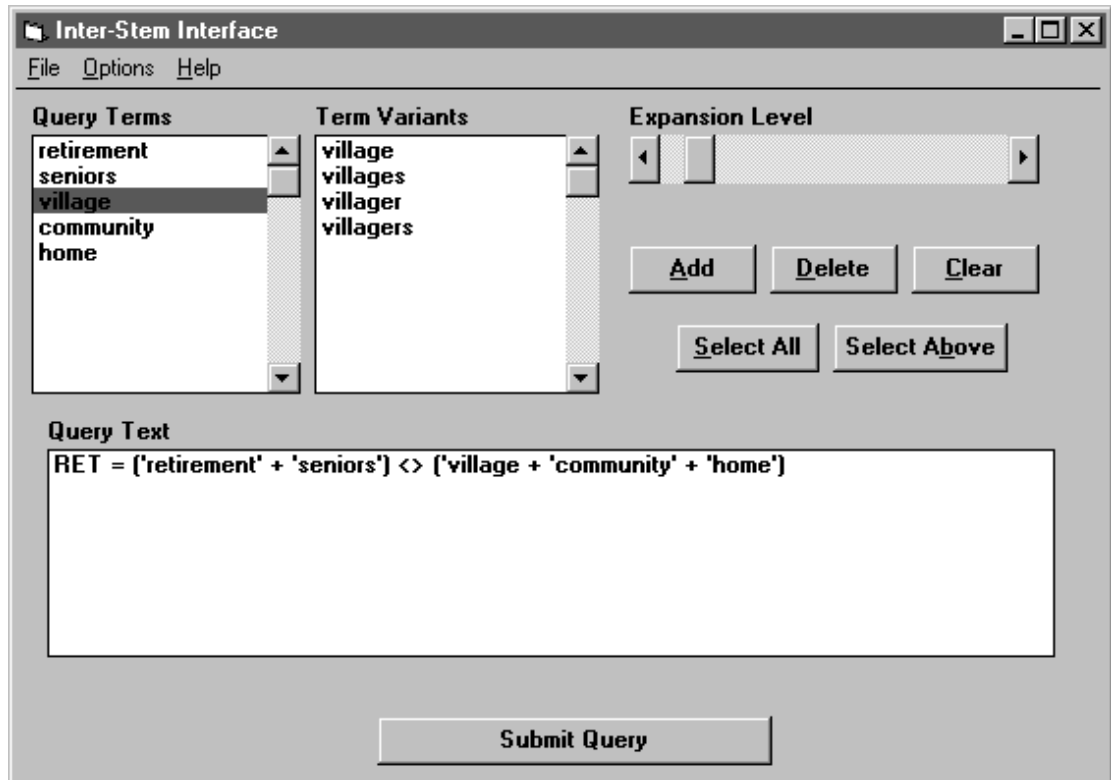 Inter-Stem Interface
File Options Help
Query Terms
retirement
seniors
village
community
home
Term Variants
village
villages
villager
villagers
Expansion Level
Add Delete Clear
Select All Select Above
Query Text
RET = ('retirement' + 'seniors') <> ('village + 'community' + 'home')
Submit Query